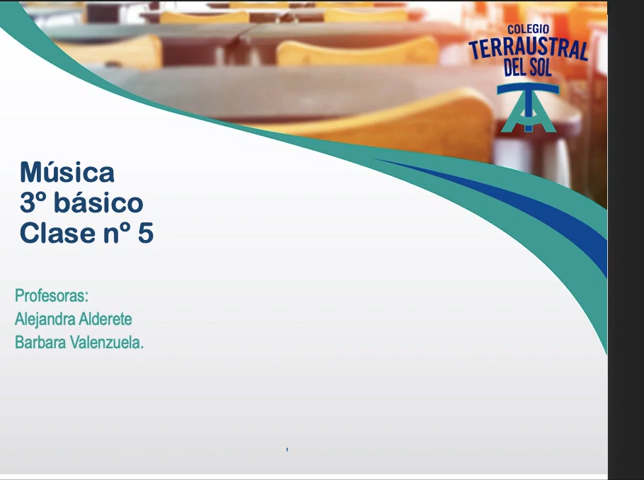 COLEGIO
TERRAUSTRAL
DEL SOL
Música
3º básico
Clase nº 5
Profesoras:
Alejandra Alderete
Barbara Valenzuela.